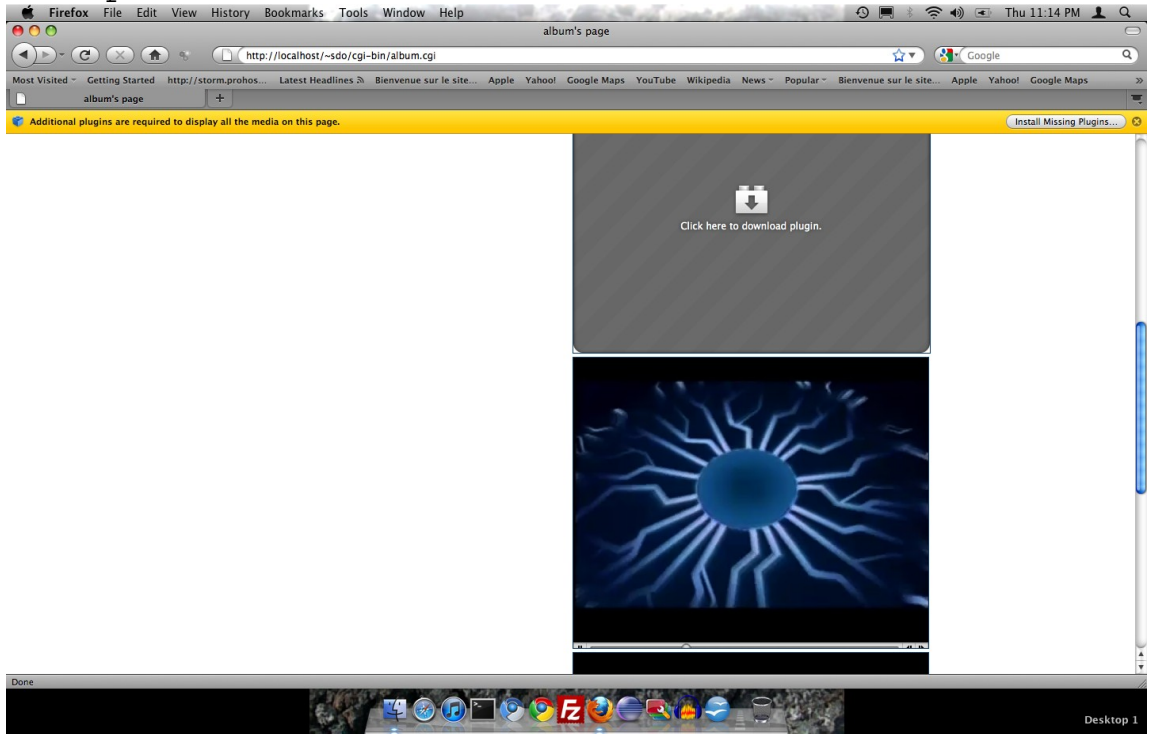 Firefox File Edit View History Bookmarks Tools Window Help Thu 11:14 PM
album's page
http://localhost/~sdo/cgi-bin/album.cgi Google
Most Visited Getting Started http://storm.prohos... Latest Headlines Bienvenue sur le site... Apple Yahoo! Google Maps YouTube Wikipedia News Popular Bienvenue sur le site... Apple Yahoo! Google Maps »
album's page +
Additional plugins are required to display all the media on this page. Install Missing Plugins...
Click here to download plugin.
Done
Fz
Desktop 1